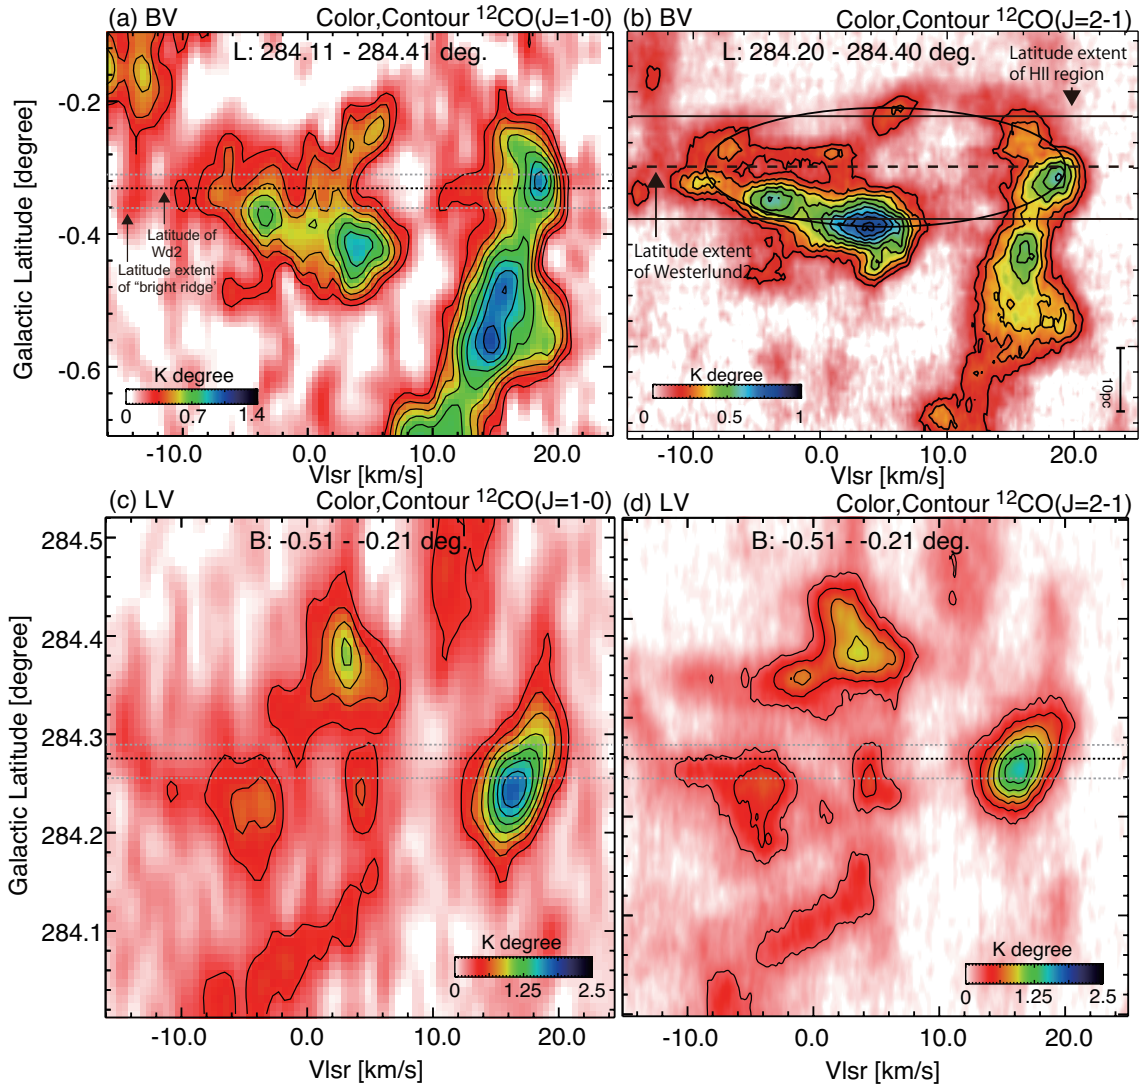 (a) BV Color,Contour ¹²CO(J=1-0)
L: 284.11 - 284.41 deg.
Galactic Latitude [degree]
-0.2
-0.4
-0.6
Latitude of
Wd2
Latitude extent
of “bright ridge’
K degree
0 0.7 1.4
-10.0 0.0 10.0 20.0
Vlsr [km/s]
(b) BV Color,Contour ¹²CO(J=2-1)
L: 284.20 - 284.40 deg.
Latitude extent
of HII region
Latitude extent
of Westerlund2
K degree
0 0.5 1
10pc
-10.0 0.0 10.0 20.0
Vlsr [km/s]
(c) LV Color,Contour ¹²CO(J=1-0)
B: -0.51 - -0.21 deg.
Galactic Latitude [degree]
284.5
284.4
284.3
284.2
284.1
K degree
0 1.25 2.5
-10.0 0.0 10.0 20.0
Vlsr [km/s]
(d) LV Color,Contour ¹²CO(J=2-1)
B: -0.51 - -0.21 deg.
K degree
0 1.25 2.5
-10.0 0.0 10.0 20.0
Vlsr [km/s]